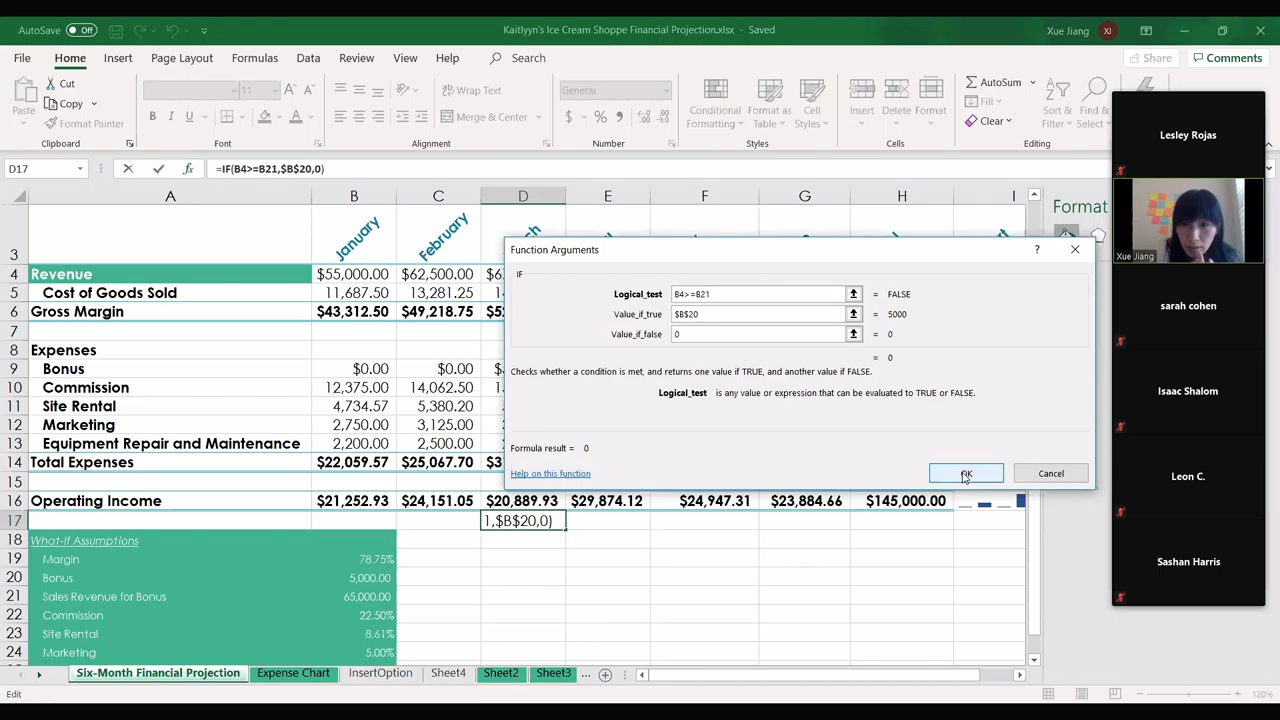 AutoSave Off Kaitlyyn's Ice Cream Shoppe Financial Projection.xlsx - Saved Xue Jiang XJ
File Home Insert Page Layout Formulas Data Review View Help Search Share Comments
Cut
Copy
Format Painter
Paste
Clipboard
11
Font
Wrap Text
Merge & Center
Alignment
General
Number
Conditional Formatting
Format as Table
Cell Styles
Styles
Insert Delete Format
Cells
AutoSum
Fill
Clear
Sort &
Find &
Editing
D17 fx =IF(B4>=B21,$B$20,0)
A B C D E F G H I
3 January February
4 Revenue $55,000.00 $62,500.00
5 Cost of Goods Sold 11,687.50 13,281.25
6 Gross Margin $43,312.50 $49,218.75
7
8 Expenses
9 Bonus $0.00 $0.00
10 Commission 12,375.00 14,062.50
11 Site Rental 4,734.57 5,380.20
12 Marketing 2,750.00 3,125.00
13 Equipment Repair and Maintenance 2,200.00 2,500.00
14 Total Expenses $22,059.57 $25,067.70
15
16 Operating Income $21,252.93 $24,151.05 $20,889.93 $29,874.12 $24,947.31 $23,884.66 $145,000.00
17 1,$B$20,0)
18 What-If Assumptions
19 Margin 78.75%
20 Bonus 5,000.00
21 Sales Revenue for Bonus 65,000.00
22 Commission 22.50%
23 Site Rental 8.61%
24 Marketing 5.00%
Function Arguments ?
IF
Logical_test B4>=B21 = FALSE
Value_if_true $B$20 = 5000
Value_if_false 0 = 0
= 0
Checks whether a condition is met, and returns one value if TRUE, and another value if FALSE.
Logical_test is any value or expression that can be evaluated to TRUE or FALSE.
Formula result = 0
Help on this function OK Cancel
Format
Lesley Rojas
Xue Jiang
sarah cohen
Isaac Shalom
Leon C.
Sashan Harris
Six-Month Financial Projection Expense Chart InsertOption Sheet4 Sheet2 Sheet3 ...
Edit 120%